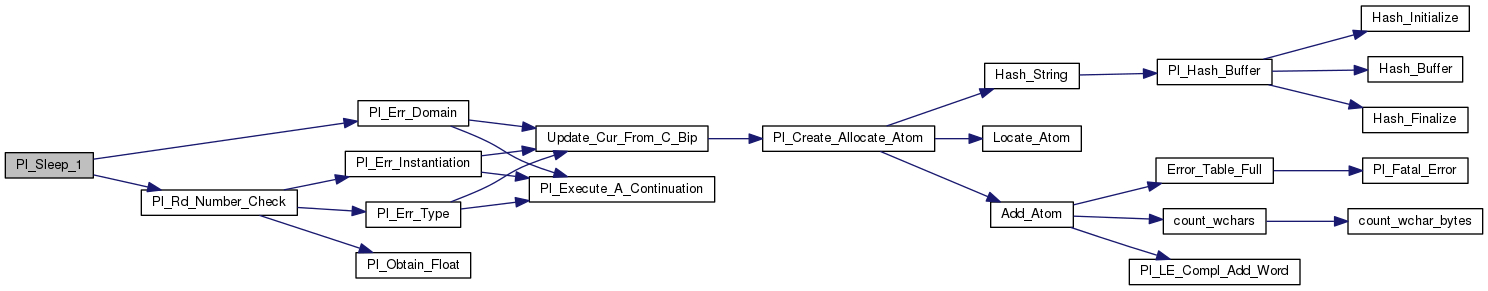 Pl_Sleep_1
Pl_Err_Domain
Pl_Rd_Number_Check
Pl_Err_Instantiation
Pl_Err_Type
Pl_Obtain_Float
Update_Cur_From_C_Bip
Pl_Execute_A_Continuation
Pl_Create_Allocate_Atom
Hash_String
Locate_Atom
Add_Atom
Pl_Hash_Buffer
Hash_Initialize
Hash_Buffer
Hash_Finalize
Error_Table_Full
Pl_Fatal_Error
count_wchars
count_wchar_bytes
Pl_LE_Compl_Add_Word